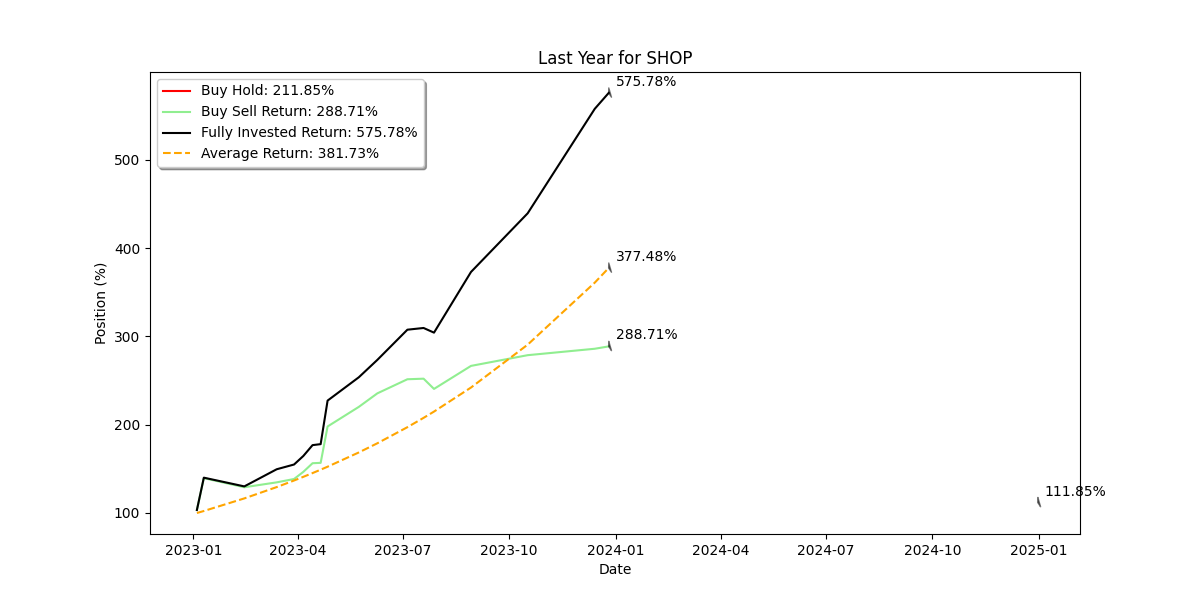 Last Year for SHOP
575.78%
Buy Hold: 211.85%
Buy Sell Return: 288.71%
Fully Invested Return: 575.78%
Average Return: 381.73%
500
400
377.48%
Position (%)
300
288.71%
200
111.85%
100
2023-01 2023-04 2023-07 2023-10 2024-01 2024-04 2024-07 2024-10 2025-01
Date